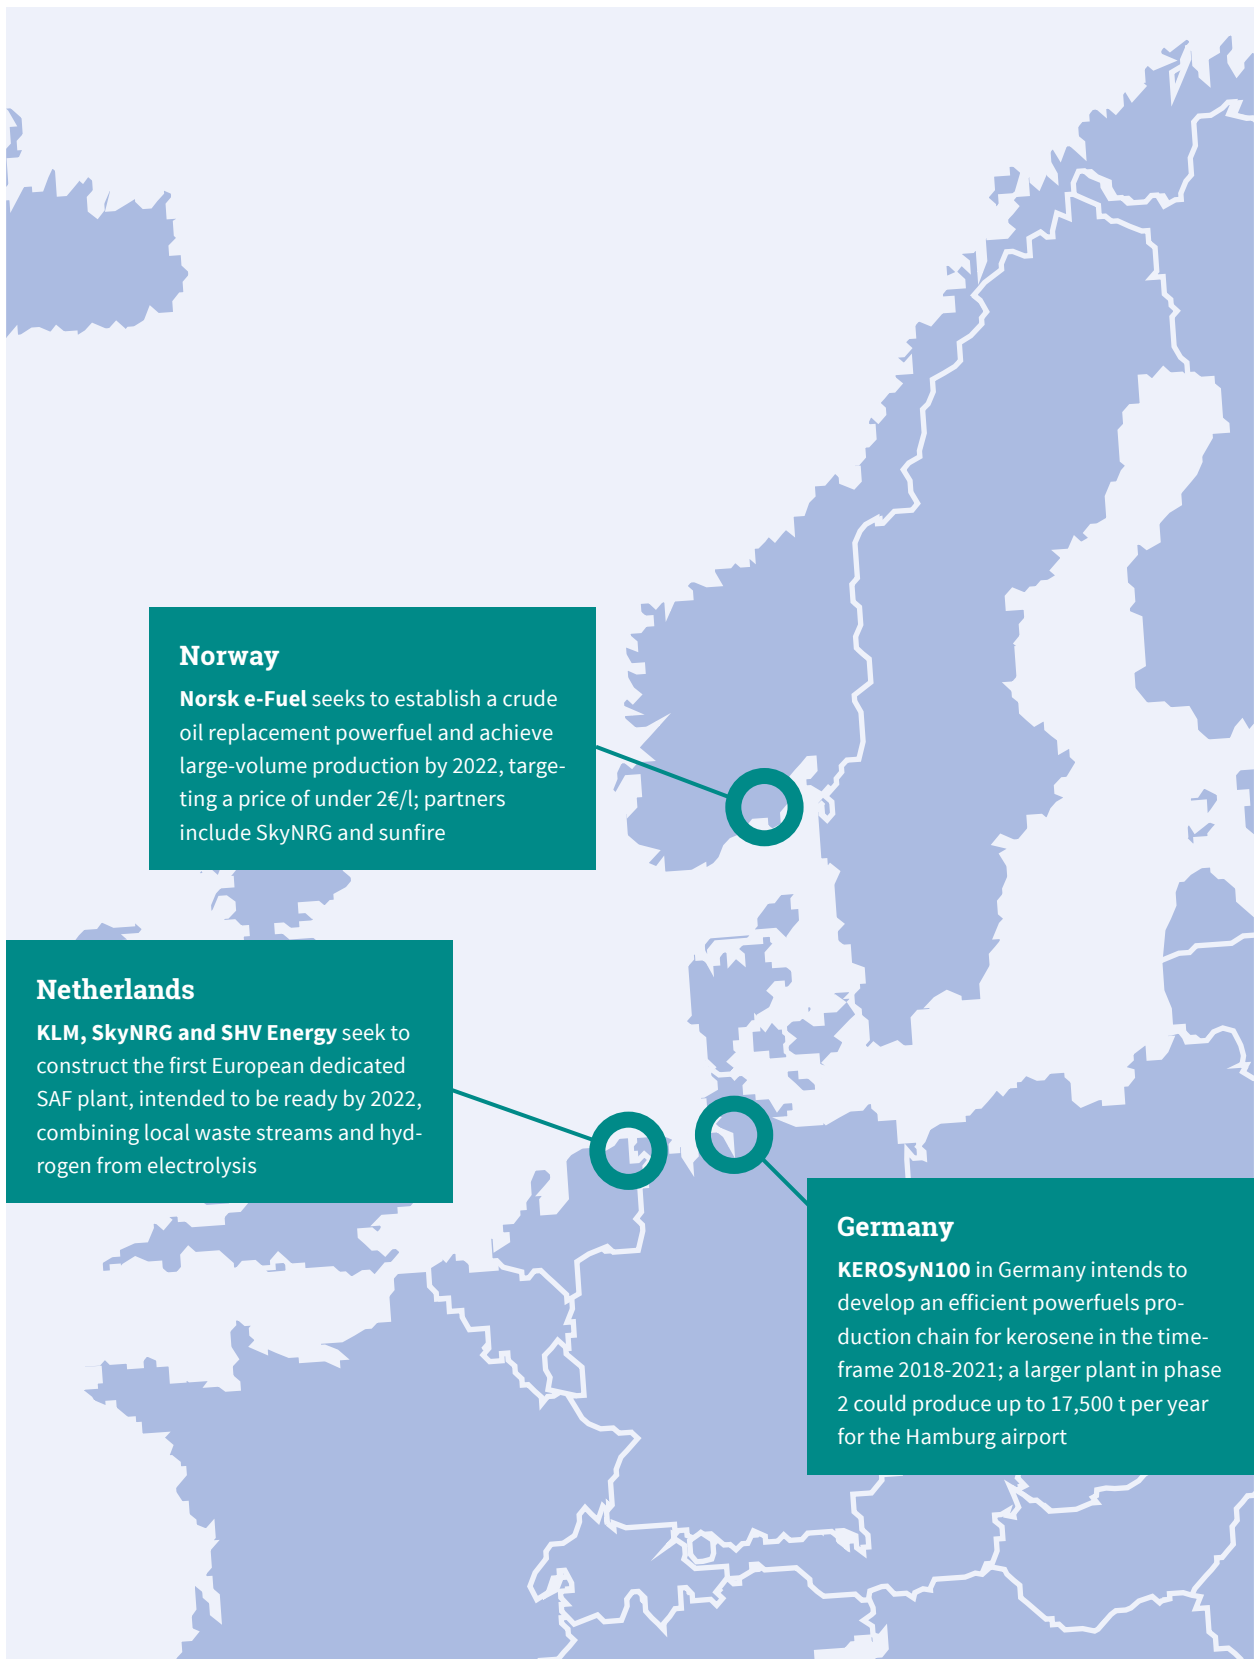 Norway
Norsk e-Fuel seeks to establish a crude
oil replacement powerfuel and achieve
large-volume production by 2022, targe-
ting a price of under 2€/l; partners
include SkyNRG and sunfire
Netherlands
KLM, SkyNRG and SHV Energy seek to
construct the first European dedicated
SAF plant, intended to be ready by 2022,
combining local waste streams and hyd-
rogen from electrolysis
Germany
KEROSyN100 in Germany intends to
develop an efficient powerfuels pro-
duction chain for kerosene in the time-
frame 2018-2021; a larger plant in phase
2 could produce up to 17,500 t per year
for the Hamburg airport